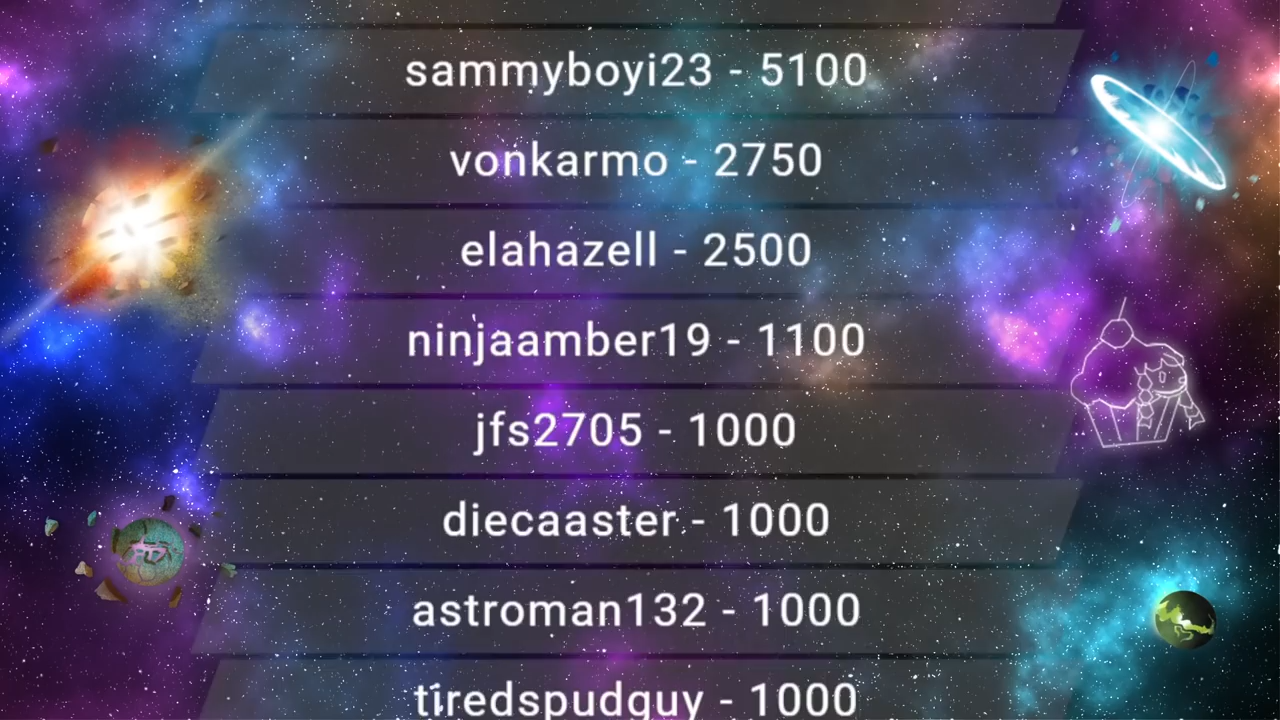 sammyboyi23 - 5100
vonkarmo - 2750
elahazell - 2500
ninjaamber19 - 1100
jfs2705 - 1000
diecaaster - 1000
astroman132 - 1000
tiredspudguy - 1000